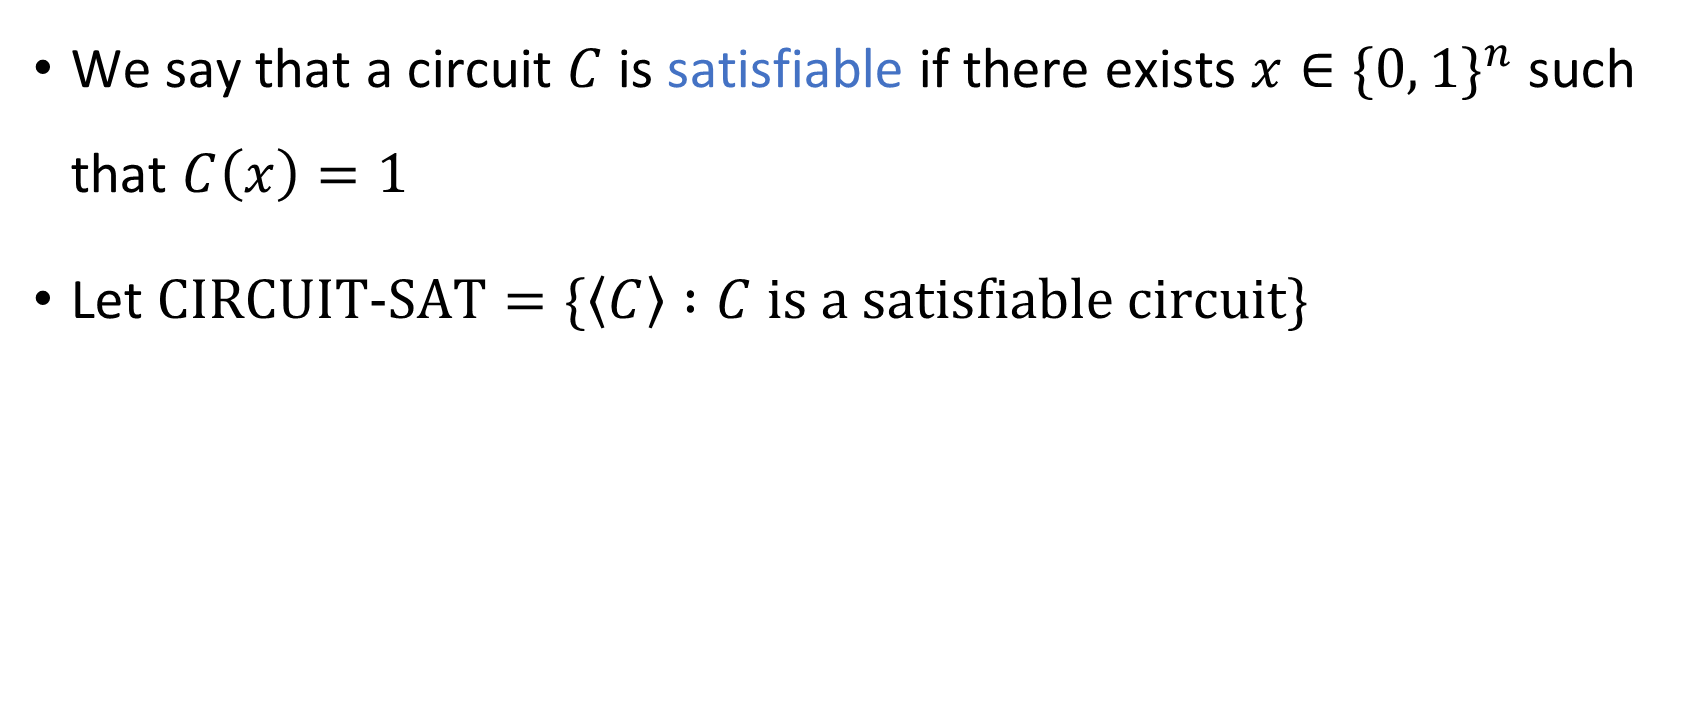 • We say that a circuit 𝐶 is satisfiable if there exists 𝑥 ∈ {0, 1}ⁿ such
that 𝐶(𝑥) = 1
• Let CIRCUIT-SAT = {⟨𝐶⟩ : 𝐶 is a satisfiable circuit}